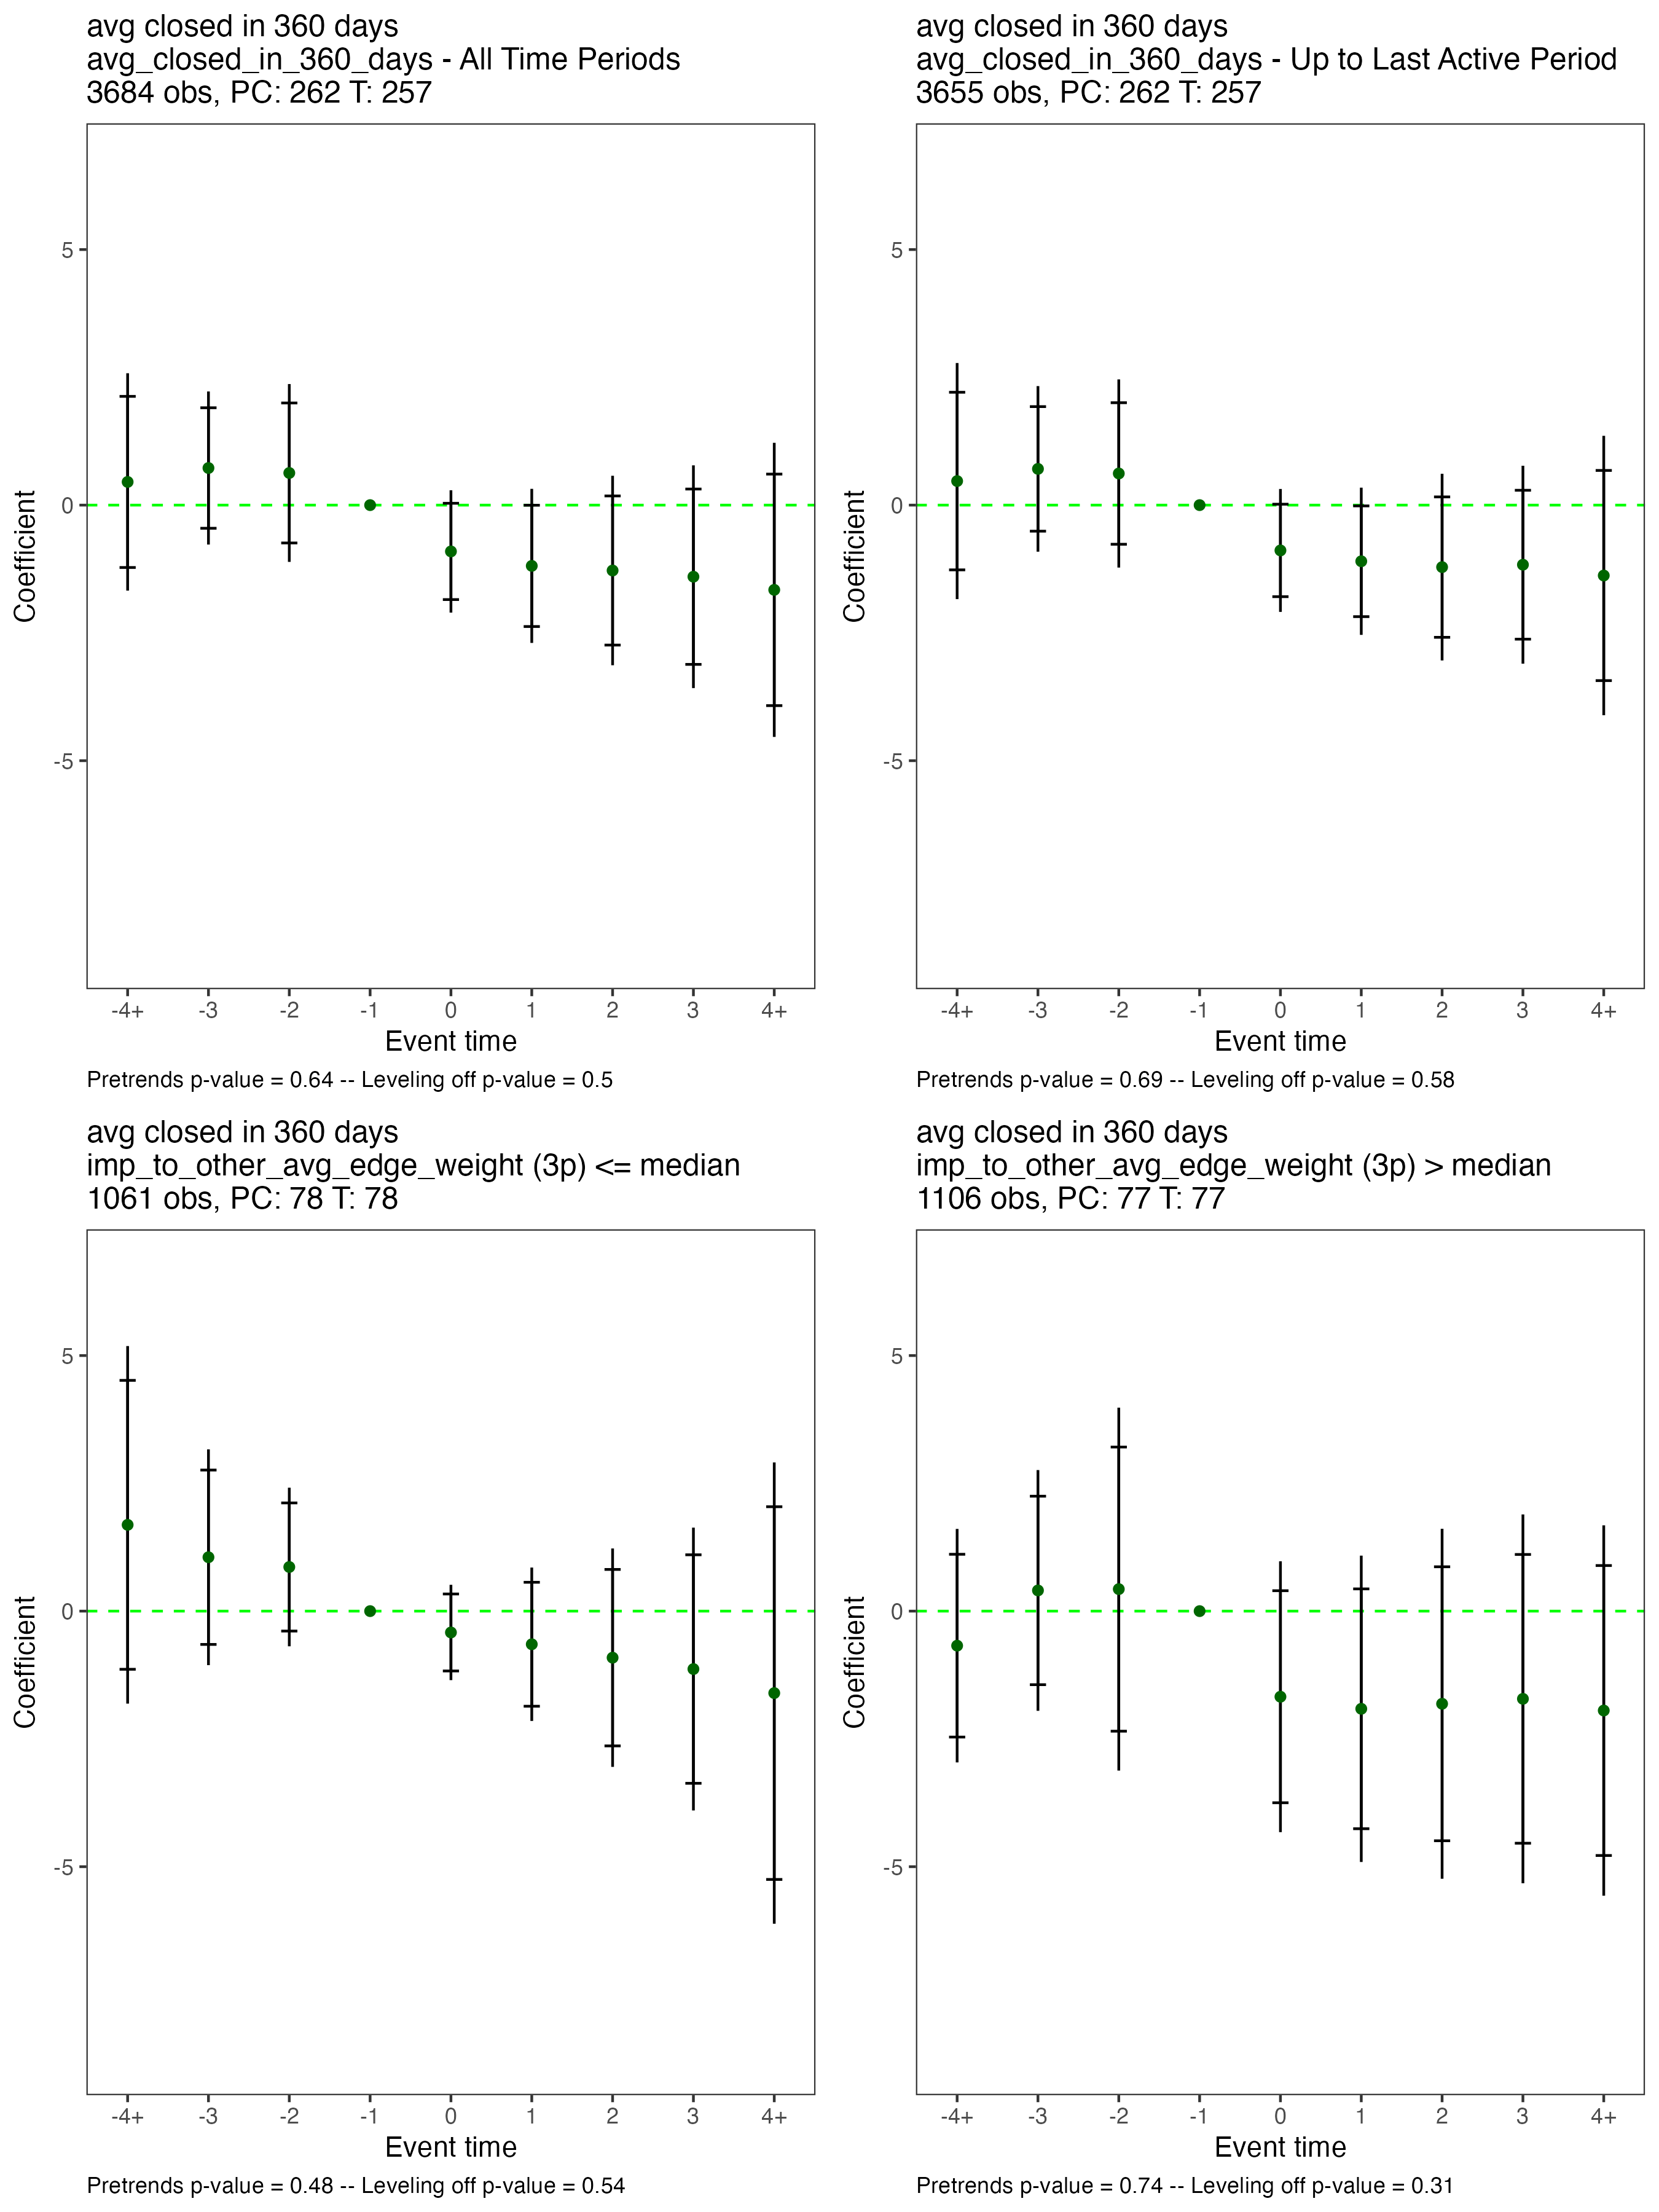 avg closed in 360 days
avg_closed_in_360_days - All Time Periods
3684 obs, PC: 262 T: 257
5
0
-5
Coefficient
-4+ -3 -2 -1 0 1 2 3 4+
Event time
Pretrends p-value = 0.64 -- Leveling off p-value = 0.5
avg closed in 360 days
avg_closed_in_360_days - Up to Last Active Period
3655 obs, PC: 262 T: 257
5
0
-5
Coefficient
-4+ -3 -2 -1 0 1 2 3 4+
Event time
Pretrends p-value = 0.69 -- Leveling off p-value = 0.58
avg closed in 360 days
imp_to_other_avg_edge_weight (3p) <= median
1061 obs, PC: 78 T: 78
5
0
-5
Coefficient
-4+ -3 -2 -1 0 1 2 3 4+
Event time
Pretrends p-value = 0.48 -- Leveling off p-value = 0.54
avg closed in 360 days
imp_to_other_avg_edge_weight (3p) > median
1106 obs, PC: 77 T: 77
5
0
-5
Coefficient
-4+ -3 -2 -1 0 1 2 3 4+
Event time
Pretrends p-value = 0.74 -- Leveling off p-value = 0.31